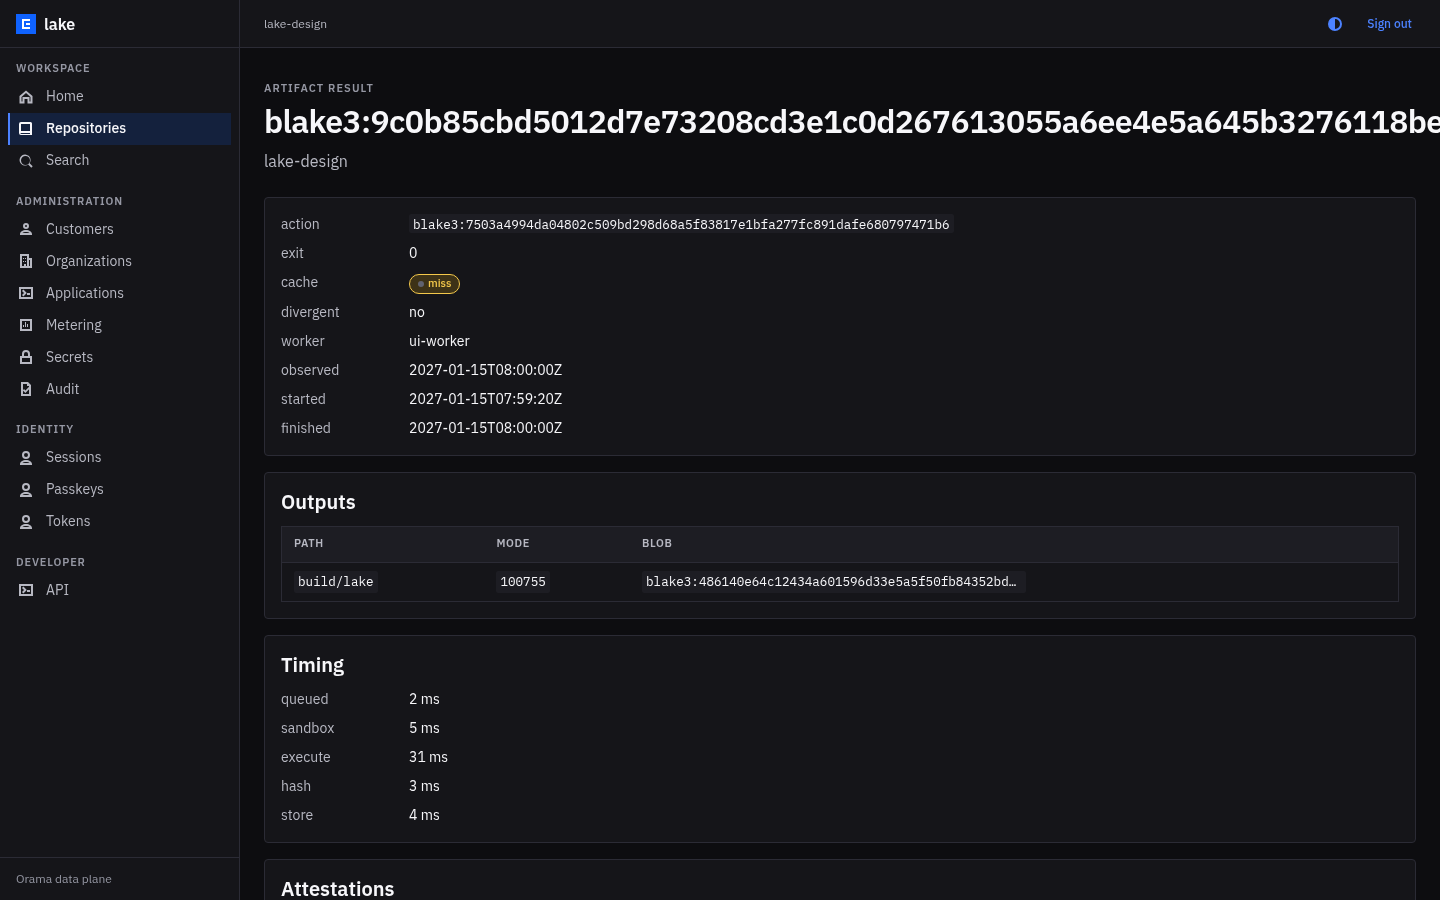 lake
lake-design
Sign out
WORKSPACE
Home
Repositories
Search
ADMINISTRATION
Customers
Organizations
Applications
Metering
Secrets
Audit
IDENTITY
Sessions
Passkeys
Tokens
DEVELOPER
API
Orama data plane
ARTIFACT RESULT
blake3:9c0b85cbd5012d7e73208cd3e1c0d267613055a6ee4e5a645b3276118be
lake-design
action blake3:7503a4994da04802c509bd298d68a5f83817e1bfa277fc891dafe680797471b6
exit 0
cache miss
divergent no
worker ui-worker
observed 2027-01-15T08:00:00Z
started 2027-01-15T07:59:20Z
finished 2027-01-15T08:00:00Z
Outputs
PATH MODE BLOB
build/lake 100755 blake3:486140e64c12434a601596d33e5a5f50fb84352bd…
Timing
queued 2 ms
sandbox 5 ms
execute 31 ms
hash 3 ms
store 4 ms
Attestations